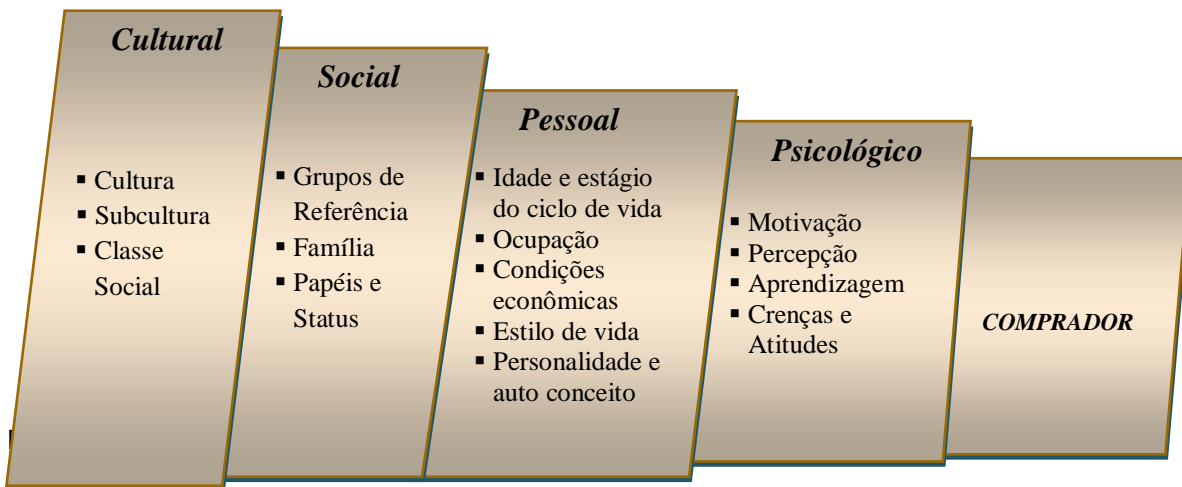 Cultural
▪ Cultura
▪ Subcultura
▪ Classe
Social
Social
▪ Grupos de
Referência
▪ Família
▪ Papéis e
Status
Pessoal
▪ Idade e estágio
do ciclo de vida
▪ Ocupação
▪ Condições
econômicas
▪ Estilo de vida
▪ Personalidade e
auto conceito
Psicológico
▪ Motivação
▪ Percepção
▪ Aprendizagem
▪ Crenças e
Atitudes
COMPRADOR